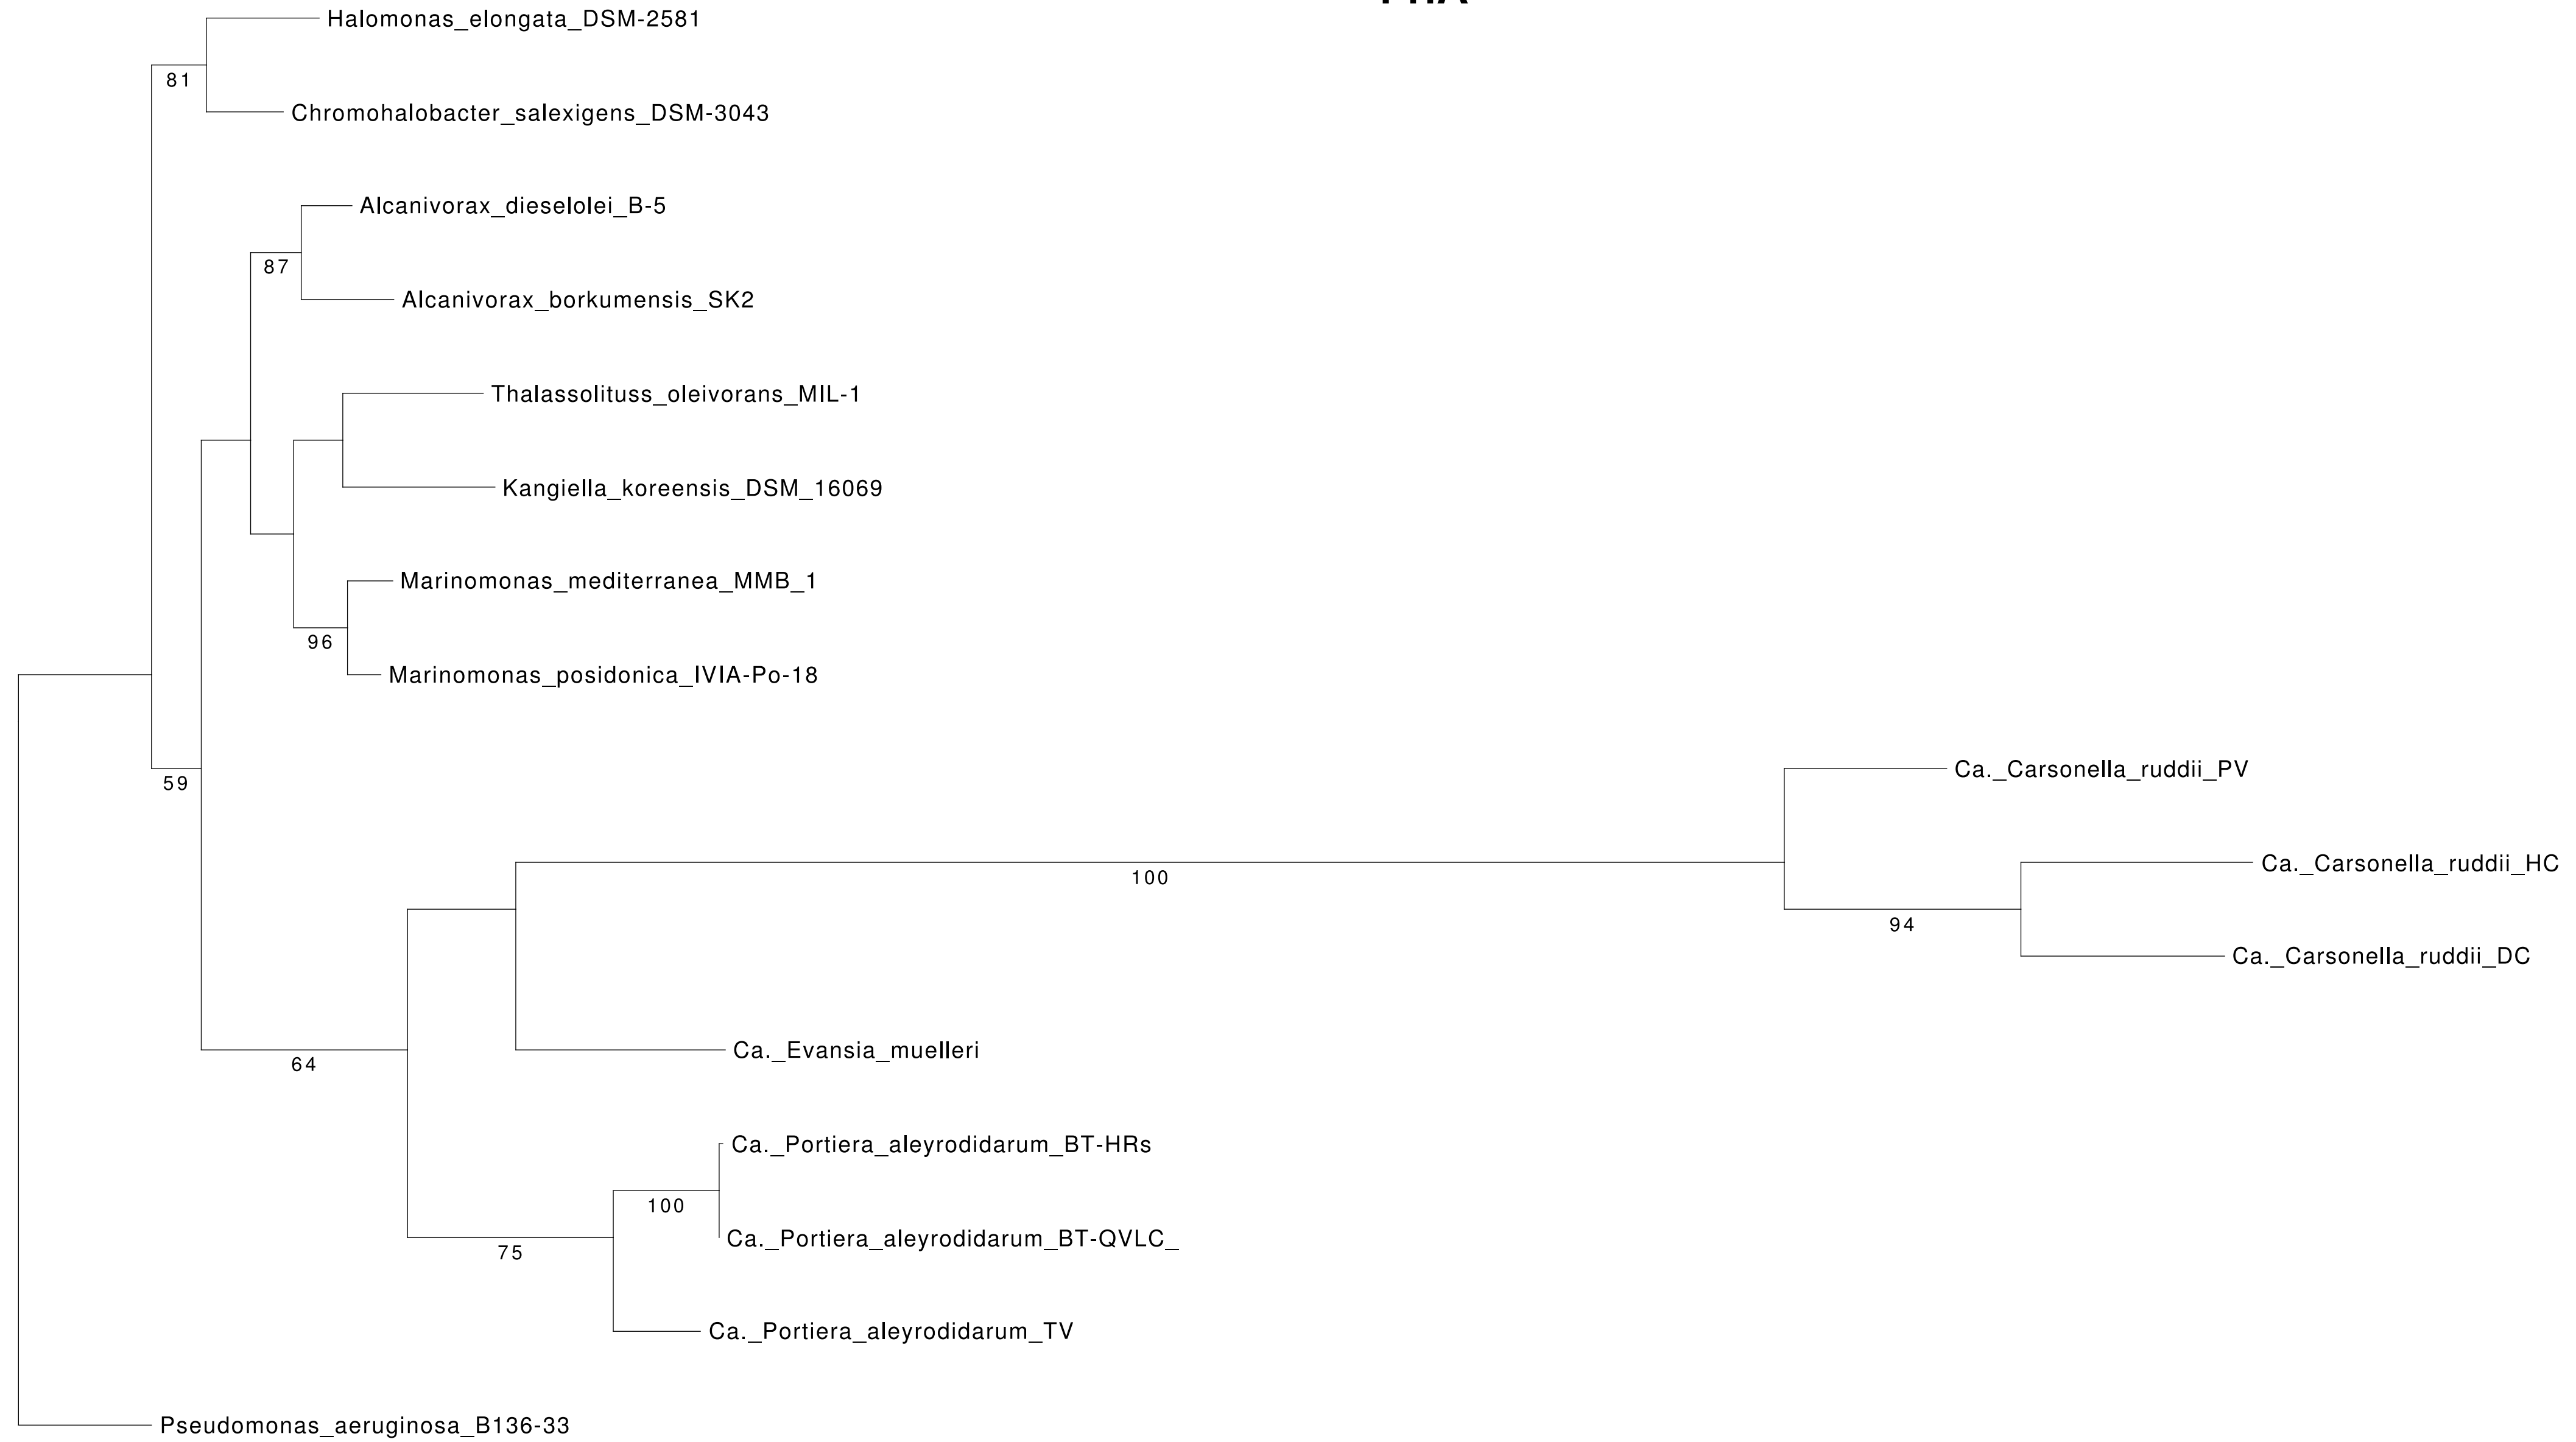 Halomonas_elongata_DSM-2581
81
Chromohalobacter_salexigens_DSM-3043
Alcanivorax_dieselolei_B-5
87
Alcanivorax_borkumensis_SK2
Thalassolituss_oleivorans_MIL-1
Kangiella_koreensis_DSM_16069
Marinomonas_mediterranea_MMB_1
96
Marinomonas_posidonica_IVIA-Po-18
Ca._Carsonella_ruddii_PV
59
Ca._Carsonella_ruddii_HC
100
94
Ca._Carsonella_ruddii_DC
Ca._Evansia_muelleri
64
Ca._Portiera_aleyrodidarum_BT-HRs
100
Ca._Portiera_aleyrodidarum_BT-QVLC_
75
Ca._Portiera_aleyrodidarum_TV
Pseudomonas_aeruginosa_B136-33